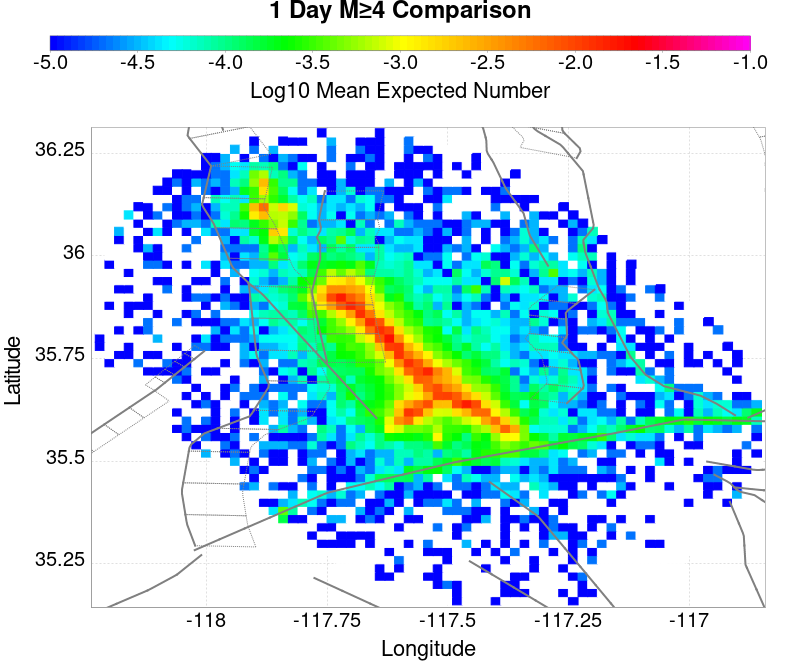 1 Day M≥4 Comparison
-5.0 -4.5 -4.0 -3.5 -3.0 -2.5 -2.0 -1.5 -1.0
Log10 Mean Expected Number
36.25
36
35.75
35.5
35.25
Latitude
-118 -117.75 -117.5 -117.25 -117
Longitude